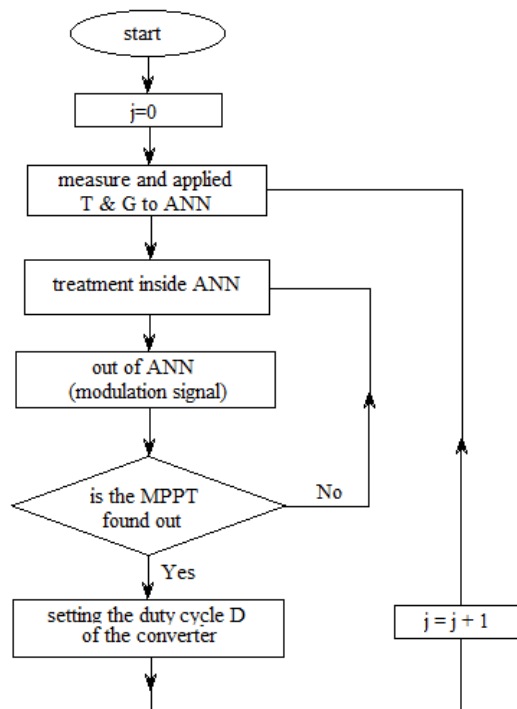 start
j=0
measure and applied
T & G to ANN
treatment inside ANN
out of ANN
(modulation signal)
is the MPPT
found out
No
Yes
setting the duty cycle D
of the converter
j = j + 1